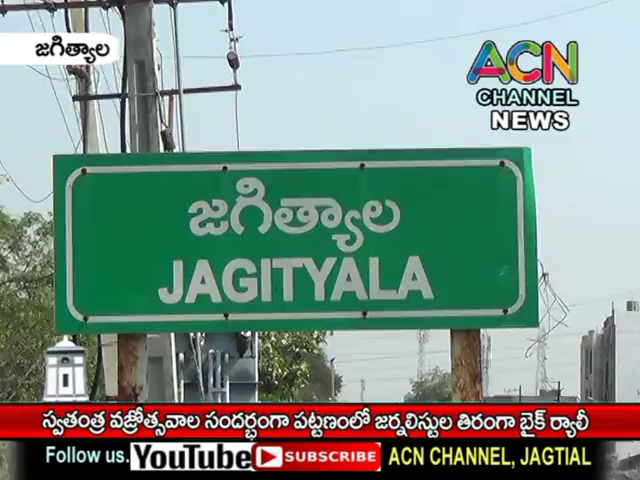 జగిత్యాల
ACN
CHANNEL
NEWS
జగిత్యాల
JAGITYALA
స్వతంత్ర వజ్రోత్సవాల సందర్భంగా పట్టణంలో జర్నలిస్టుల తిరంగా బైక్ ర్యాలీ
Follow us. YouTube SUBSCRIBE ACN CHANNEL, JAGTIAL